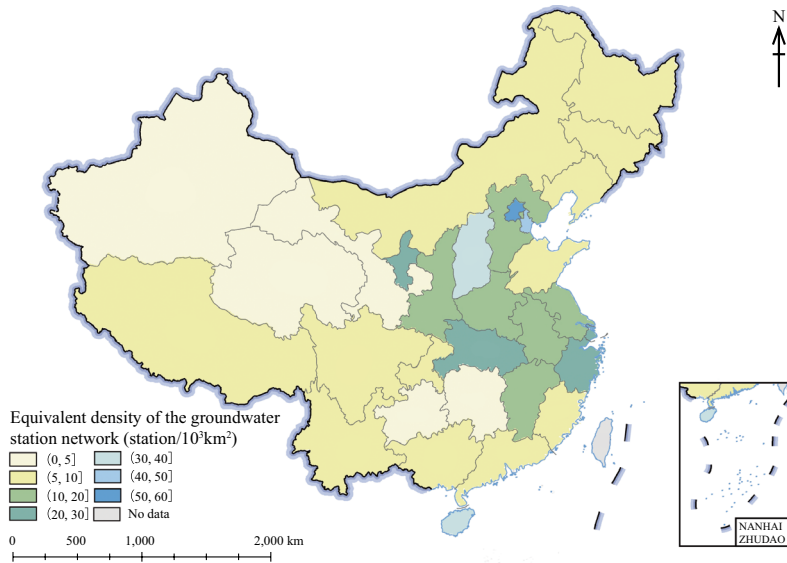 N
Equivalent density of the groundwater
station network (station/10³km²)
(0, 5]
(5, 10]
(10, 20]
(20, 30]
(30, 40]
(40, 50]
(50, 60]
No data
0 500 1,000 2,000 km
NANHAI
ZHUDAO